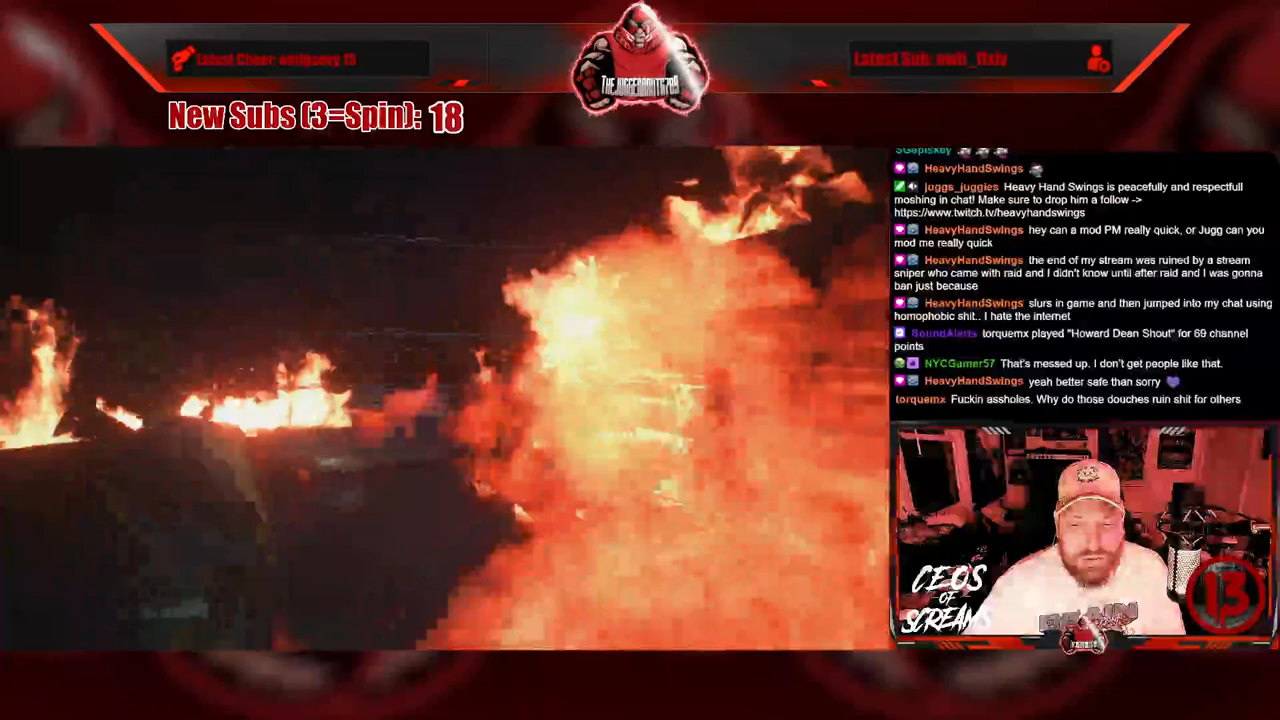 Latest Cheer:
Latest Sub:
THEJUGGERNAUT6789
New Subs (3=Spin): 18
HeavyHandSwings
juggs_juggies Heavy Hand Swings is peacefully and respectfull
moshing in chat! Make sure to drop him a follow ->
https://www.twitch.tv/heavyhandswings
HeavyHandSwings hey can a mod PM really quick, or Jugg can you
mod me really quick
HeavyHandSwings the end of my stream was ruined by a stream
sniper who came with raid and I didn't know until after raid and I was gonna
ban just because
HeavyHandSwings slurs in game and then jumped into my chat using
homophobic shit.. I hate the internet
SoundAlerts torquemx played "Howard Dean Shout" for 69 channel
points
NYCGamer57 That's messed up. I don't get people like that.
HeavyHandSwings yeah better safe than sorry
torquemx Fuckin assholes. Why do those douches ruin shit for others
CEOS
OF
SCREAMS
13